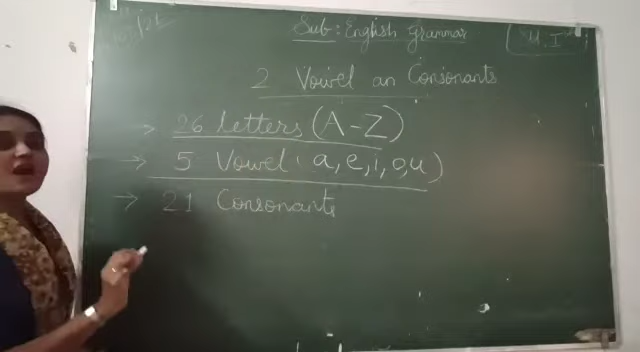 Sub: English Grammar
2 Vowel an Consonants
→ 26 letters (A-Z)
→ 5 Vowel (a, e, i, o, u)
→ 21 Consonants